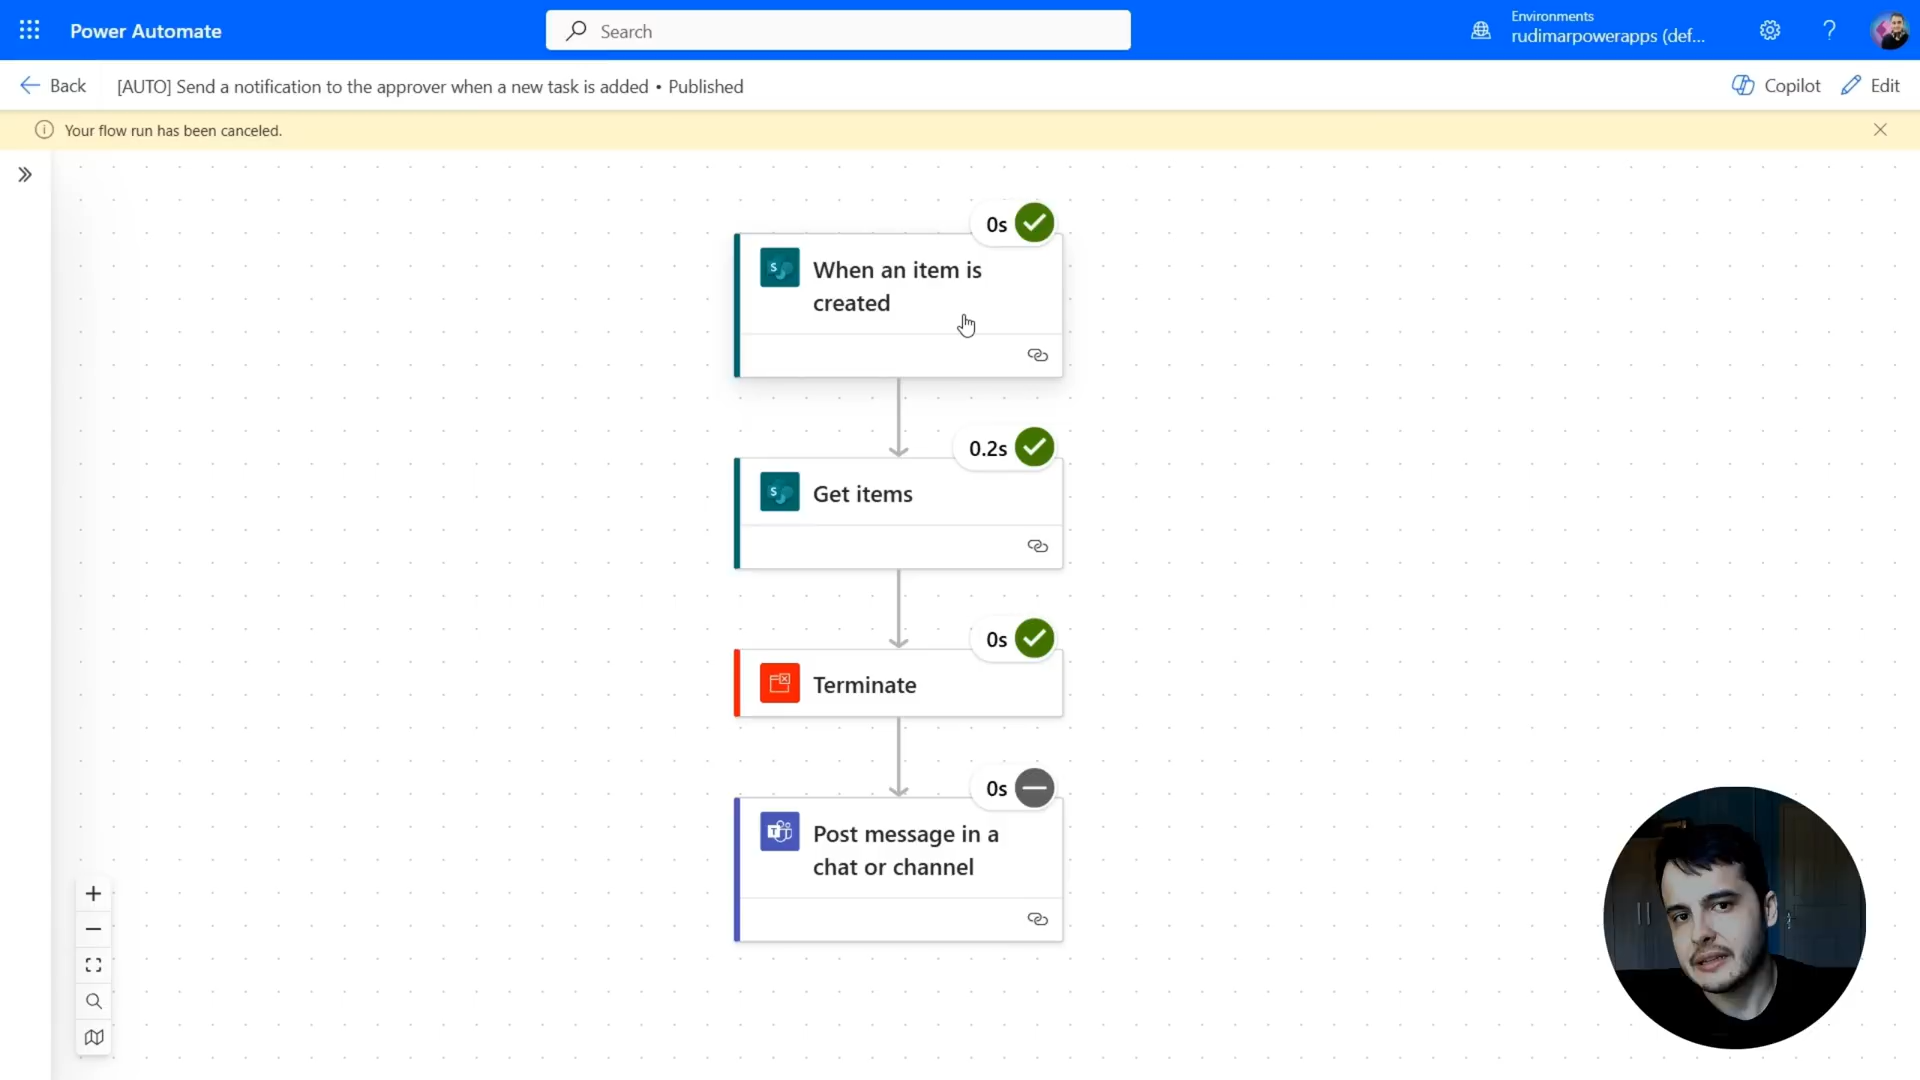 Power Automate
Search
Environments
rudimarpowerapps (def...
Back
[AUTO] Send a notification to the approver when a new task is added • Published
Copilot
Edit
Your flow run has been canceled.
0s
When an item is
created
0.2s
Get items
0s
Terminate
0s
Post message in a
chat or channel